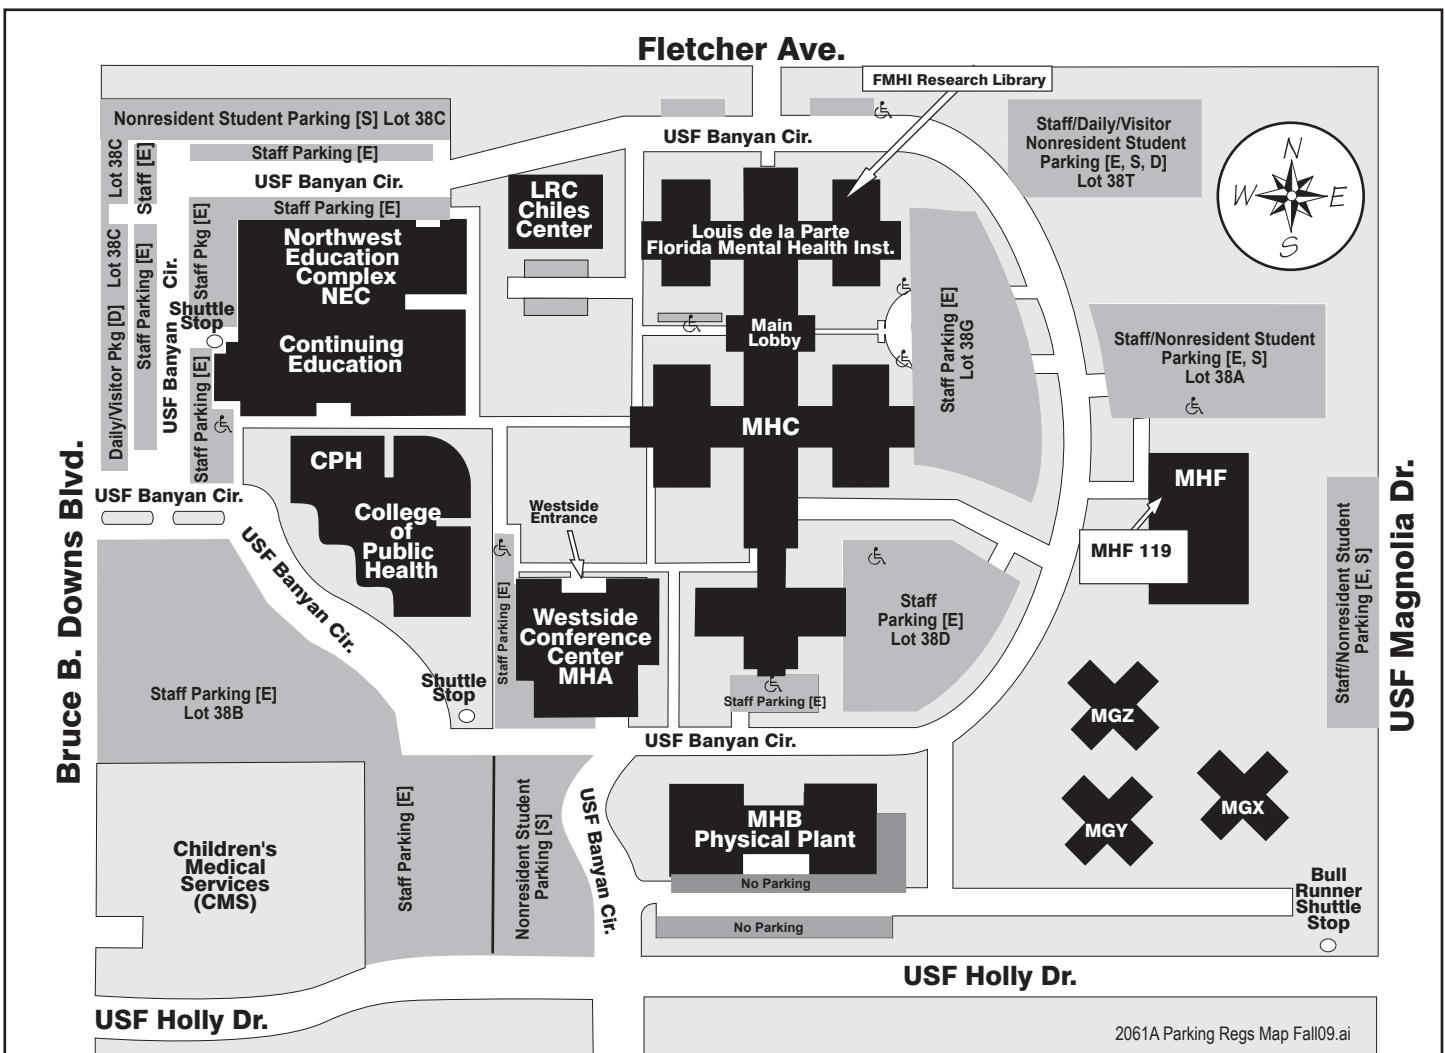 Fletcher Ave.
FMHI Research Library
Nonresident Student Parking [S] Lot 38C
USF Banyan Cir.
Staff/Daily/Visitor
Nonresident Student
Parking [E, S, D]
Lot 38T
N
W
E
S
Lot 38C
Staff [E]
Staff Parking [E]
USF Banyan Cir.
Staff Parking [E]
Staff Pkg [E]
LRC
Chiles
Center
Louis de la Parte
Florida Mental Health Inst.
Northwest
Education
Complex
NEC
Continuing
Education
Lot 38C
Daily/Visitor Pkg [D]
Staff Parking [E]
USF Banyan Cir.
Shuttle
Stop
Staff Parking [E]
Main
Lobby
Staff Parking [E]
Lot 38G
Staff/Nonresident Student
Parking [E, S]
Lot 38A
MHC
Bruce B. Downs Blvd.
USF Banyan Cir.
CPH
College
of
Public
Health
Westside
Entrance
MHF
MHF 119
USF Magnolia Dr.
Staff/Nonresident Student
Parking [E, S]
USF Banyan Cir.
Staff Parking [E]
Westside
Conference
Center
MHA
Staff
Parking [E]
Lot 38D
Staff Parking [E]
Lot 38B
Shuttle
Stop
Staff Parking [E]
USF Banyan Cir.
MGZ
MGY
MGX
Children's
Medical
Services
(CMS)
Staff Parking [E]
Nonresident Student
Parking [S]
USF Banyan Cir.
MHB
Physical Plant
No Parking
No Parking
Bull
Runner
Shuttle
Stop
USF Holly Dr.
USF Holly Dr.
2061A Parking Regs Map Fall09.ai